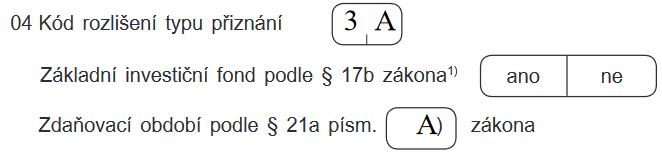 04 Kód rozlišení typu přiznání 3 A
Základní investiční fond podle § 17b zákona1) ano ne
Zdaňovací období podle § 21a písm. A) zákona